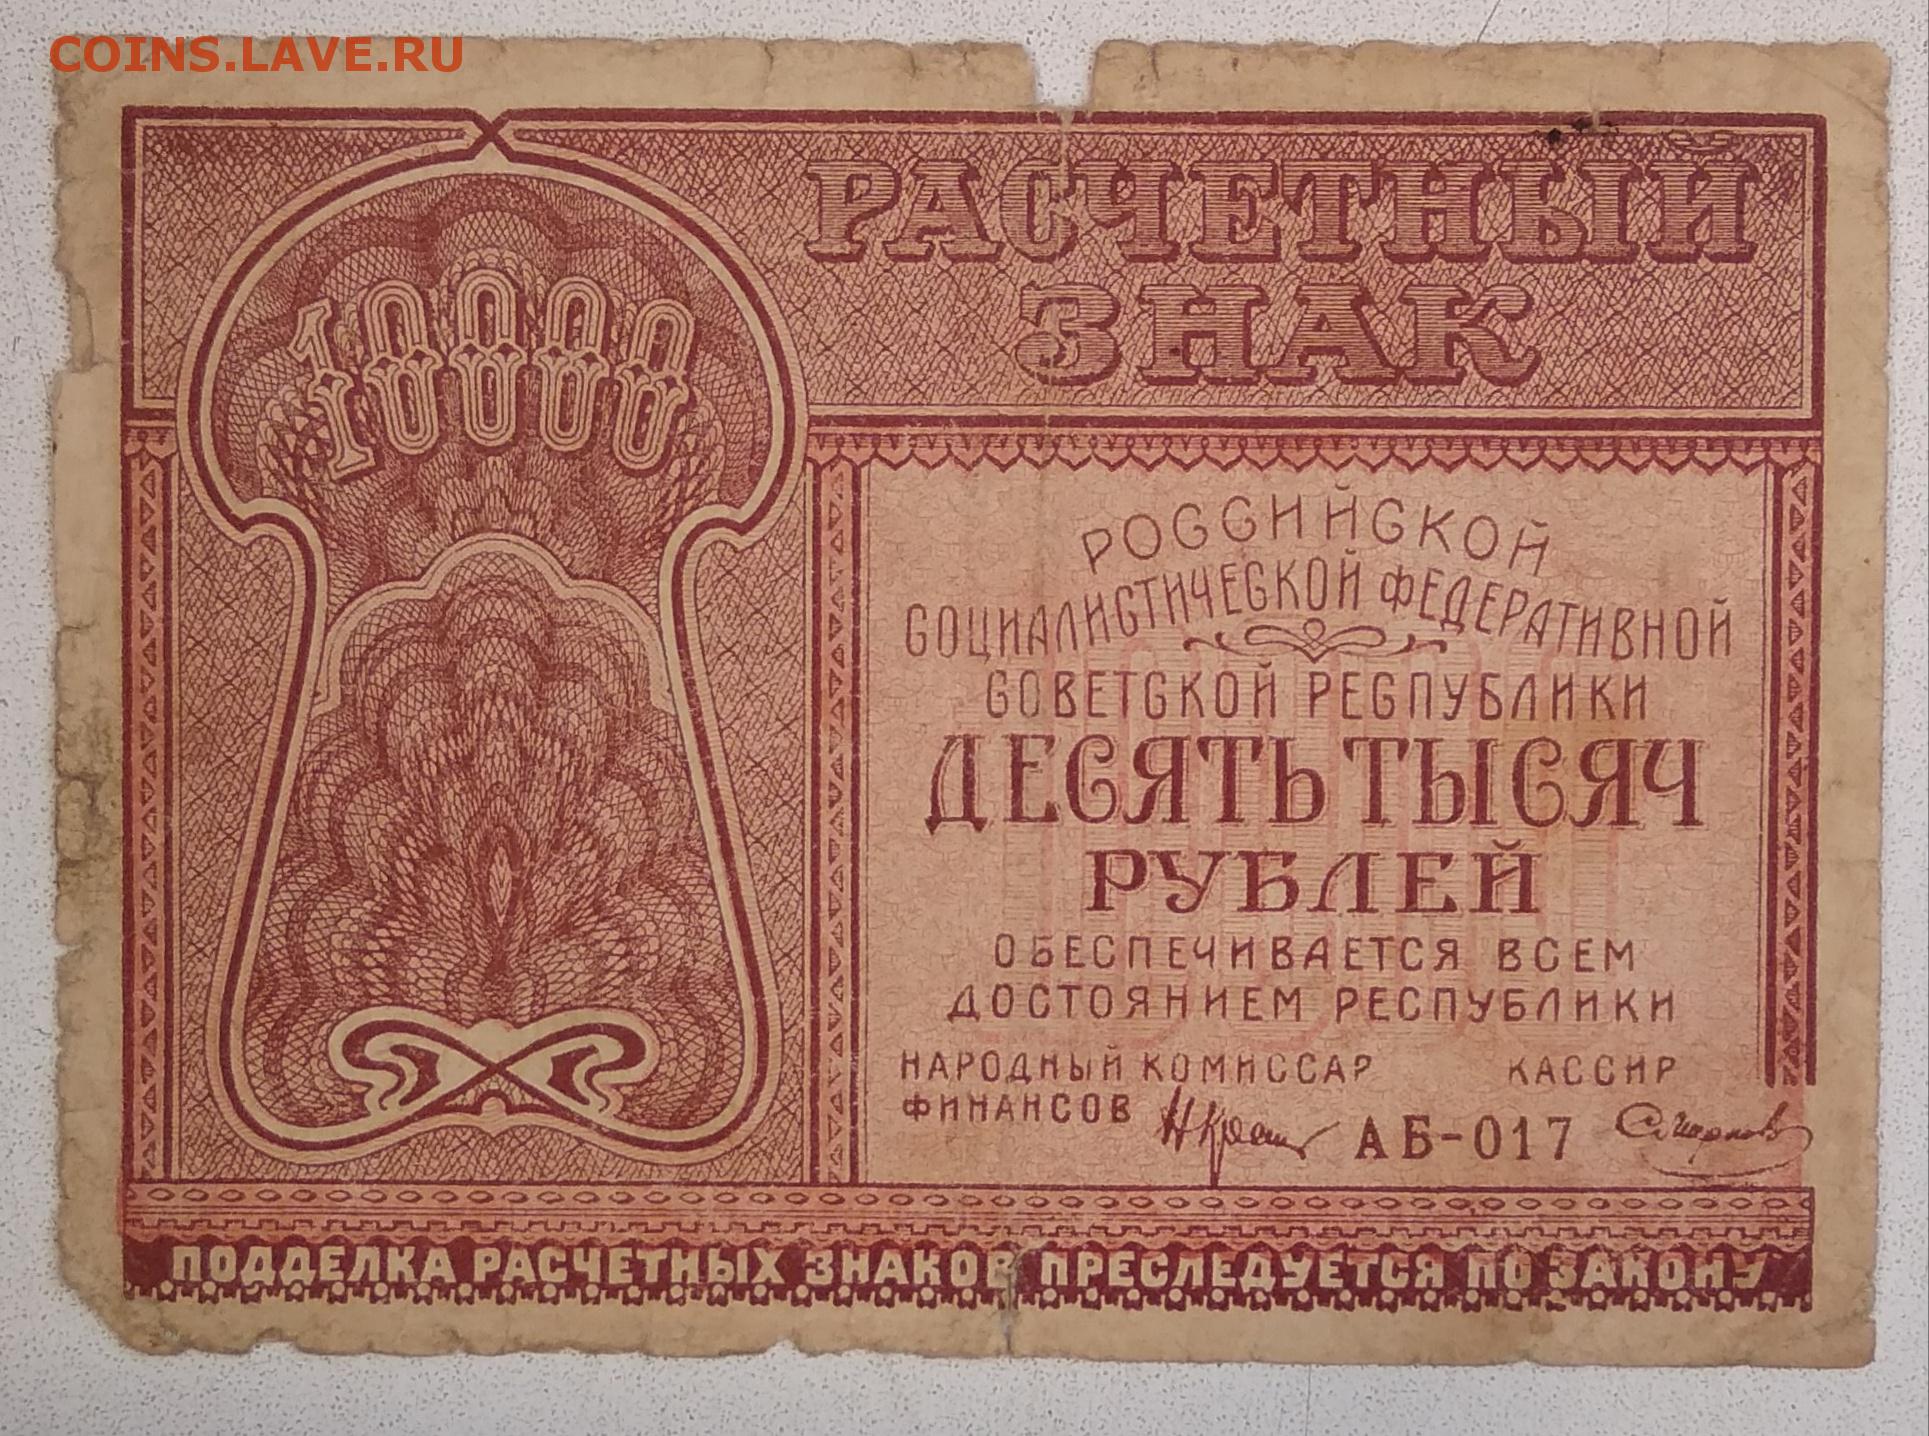 COINS.LAVE.RU
РАСЧЕТНЫЙ
ЗНАК
10000
РОССИЙСКОЙ
СОЦИАЛИСТИЧЕСКОЙ ФЕДЕРАТИВНОЙ
СОВЕТСКОЙ РЕСПУБЛИКИ
ДЕСЯТЬ ТЫСЯЧ
РУБЛЕЙ
ОБЕСПЕЧИВАЕТСЯ ВСЕМ
ДОСТОЯНИЕМ РЕСПУБЛИКИ
НАРОДНЫЙ КОМИССАР КАССИР
ФИНАНСОВ АБ-017
ПОДДЕЛКА РАСЧЕТНЫХ ЗНАКОВ ПРЕСЛЕДУЕТСЯ ПО ЗАКОНУ